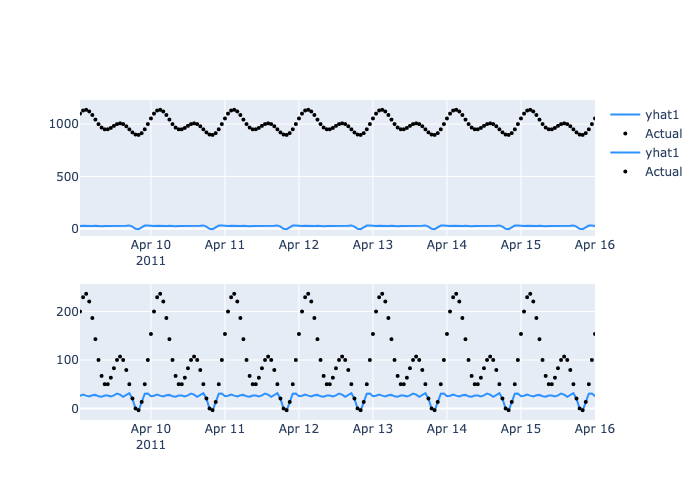 1000
500
0
Apr 10
2011
Apr 11
Apr 12
Apr 13
Apr 14
Apr 15
Apr 16
yhat1
Actual
yhat1
Actual
200
100
0
Apr 10
2011
Apr 11
Apr 12
Apr 13
Apr 14
Apr 15
Apr 16